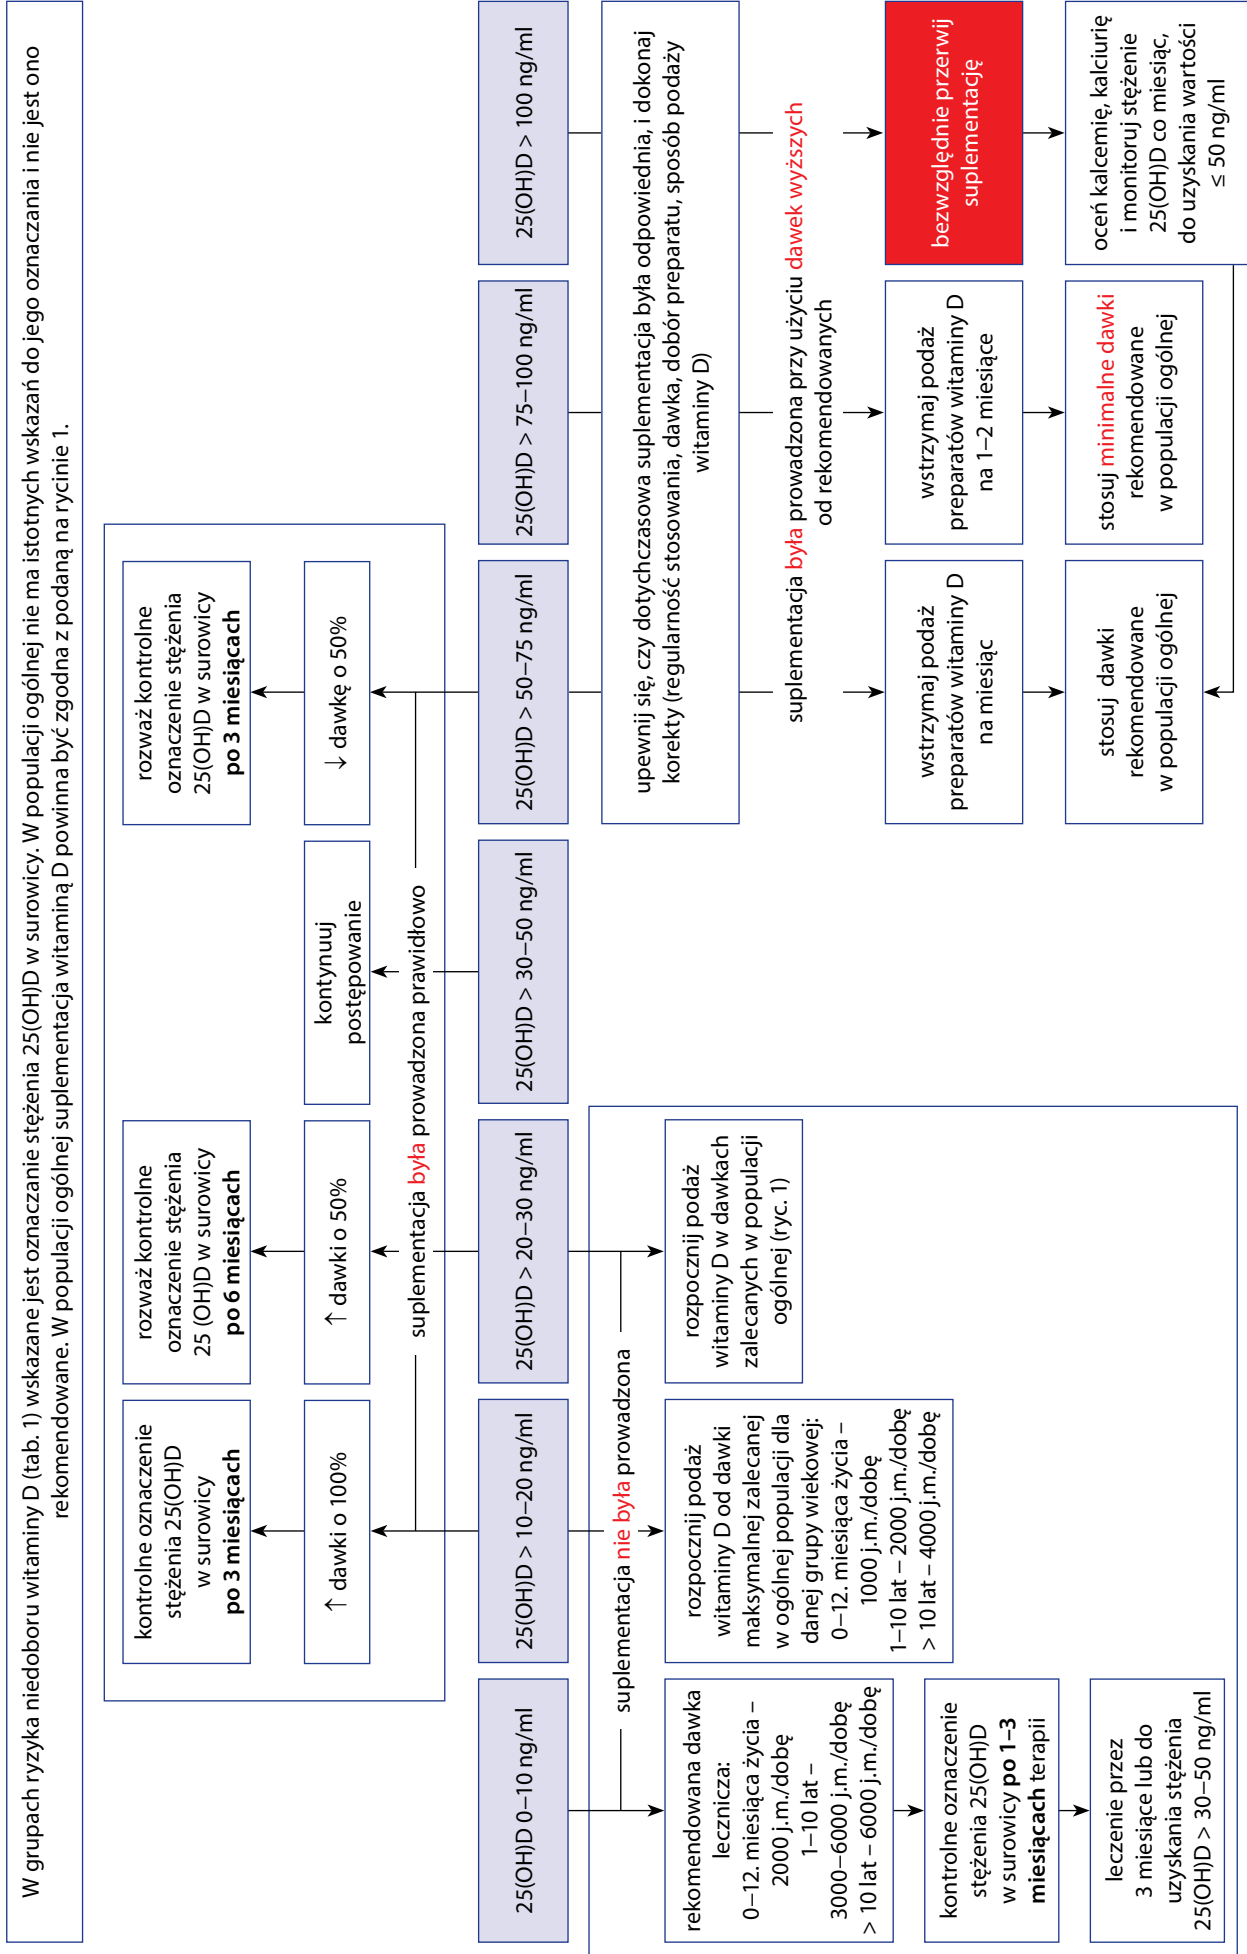 W grupach ryzyka niedoboru witaminy D (tab. 1) wskazane jest oznaczanie stężenia 25(OH)D w surowicy. W populacji ogólnej nie ma istotnych wskazań do jego oznaczania i nie jest ono
rekomendowane. W populacji ogólnej suplementacja witaminą D powinna być zgodna z podaną na rycinie 1.
kontrolne oznaczenie
stężenia 25(OH)D
w surowicy
po 3 miesiącach
rozważ kontrolne
oznaczenie stężenia
25 (OH)D w surowicy
po 6 miesiącach
rozważ kontrolne
oznaczenie stężenia
25(OH)D w surowicy
po 3 miesiącach
↑ dawki o 100%
↑ dawki o 50%
kontynuuj
postępowanie
↓ dawkę o 50%
suplementacja była prowadzona prawidłowo
25(OH)D 0–10 ng/ml
25(OH)D > 10–20 ng/ml
25(OH)D > 20–30 ng/ml
25(OH)D > 30–50 ng/ml
25(OH)D > 50–75 ng/ml
25(OH)D > 75–100 ng/ml
25(OH)D > 100 ng/ml
suplementacja nie była prowadzona
rekomendowana dawka
lecznicza:
0–12. miesiąca życia –
2000 j.m./dobę
1–10 lat –
3000–6000 j.m./dobę
> 10 lat – 6000 j.m./dobę
rozpocznij podaż
witaminy D od dawki
maksymalnej zalecanej
w ogólnej populacji dla
danej grupy wiekowej:
0–12. miesiąca życia –
1000 j.m./dobę
1–10 lat – 2000 j.m./dobę
> 10 lat – 4000 j.m./dobę
rozpocznij podaż
witaminy D w dawkach
zalecanych w populacji
ogólnej (ryc. 1)
kontrolne oznaczenie
stężenia 25(OH)D
w surowicy po 1–3
miesiącach terapii
leczenie przez
3 miesiące lub do
uzyskania stężenia
25(OH)D > 30–50 ng/ml
upewnij się, czy dotychczasowa suplementacja była odpowiednia, i dokonaj
korekty (regularność stosowania, dawka, dobór preparatu, sposób podaży
witaminy D)
suplementacja była prowadzona przy użyciu dawek wyższych
od rekomendowanych
wstrzymaj podaż
preparatów witaminy D
na miesiąc
wstrzymaj podaż
preparatów witaminy D
na 1–2 miesiące
bezwzględnie przerwij
suplementację
stosuj dawki
rekomendowane
w populacji ogólnej
stosuj minimalne dawki
rekomendowane
w populacji ogólnej
oceń kalcemię, kalciurię
i monitoruj stężenie
25(OH)D co miesiąc,
do uzyskania wartości
≤ 50 ng/ml